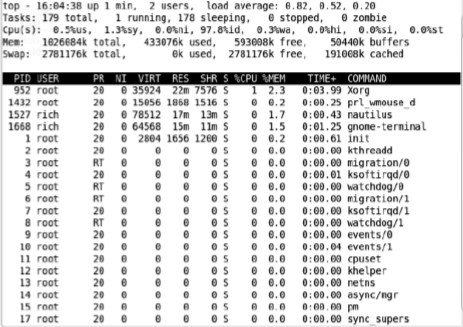 top - 16:04:38 up 1 min, 2 users, load average: 0.82, 0.52, 0.20
Tasks: 179 total, 1 running, 178 sleeping, 0 stopped, 0 zombie
Cpu(s): 0.5%us, 1.3%sy, 0.0%ni, 97.8%id, 0.3%wa, 0.0%hi, 0.0%si, 0.0%st
Mem: 1026884k total, 433076k used, 593808k free, 50440k buffers
Swap: 2781176k total, 0k used, 2781176k free, 191008k cached
PID USER PR NI VIRT RES SHR S %CPU %MEM TIME+ COMMAND
952 root 20 0 35924 22m 7576 S 1 2.3 0:03.99 Xorg
1432 root 20 0 15056 1868 1516 S 0 0.2 0:00.25 prl_wmouse_d
1527 rich 20 0 78512 17m 13m S 0 1.7 0:00.43 nautilus
1668 rich 20 0 64568 15m 11m S 0 1.5 0:01.25 gnome-terminal
1 root 20 0 2804 1656 1200 S 0 0.2 0:00.61 init
2 root 20 0 0 0 0 S 0 0.0 0:00.00 kthreadd
3 root RT 0 0 0 0 S 0 0.0 0:00.00 migration/0
4 root 20 0 0 0 0 S 0 0.0 0:00.01 ksoftirqd/0
5 root RT 0 0 0 0 S 0 0.0 0:00.00 watchdog/0
6 root RT 0 0 0 0 S 0 0.0 0:00.00 migration/1
7 root 20 0 0 0 0 S 0 0.0 0:00.00 ksoftirqd/1
8 root RT 0 0 0 0 S 0 0.0 0:00.00 watchdog/1
9 root 20 0 0 0 0 S 0 0.0 0:00.00 events/0
10 root 20 0 0 0 0 S 0 0.0 0:00.04 events/1
11 root 20 0 0 0 0 S 0 0.0 0:00.00 cpuset
12 root 20 0 0 0 0 S 0 0.0 0:00.00 khelper
13 root 20 0 0 0 0 S 0 0.0 0:00.00 netns
14 root 20 0 0 0 0 S 0 0.0 0:00.00 async/mgr
15 root 20 0 0 0 0 S 0 0.0 0:00.00 pm
17 root 20 0 0 0 0 S 0 0.0 0:00.00 sync_supers